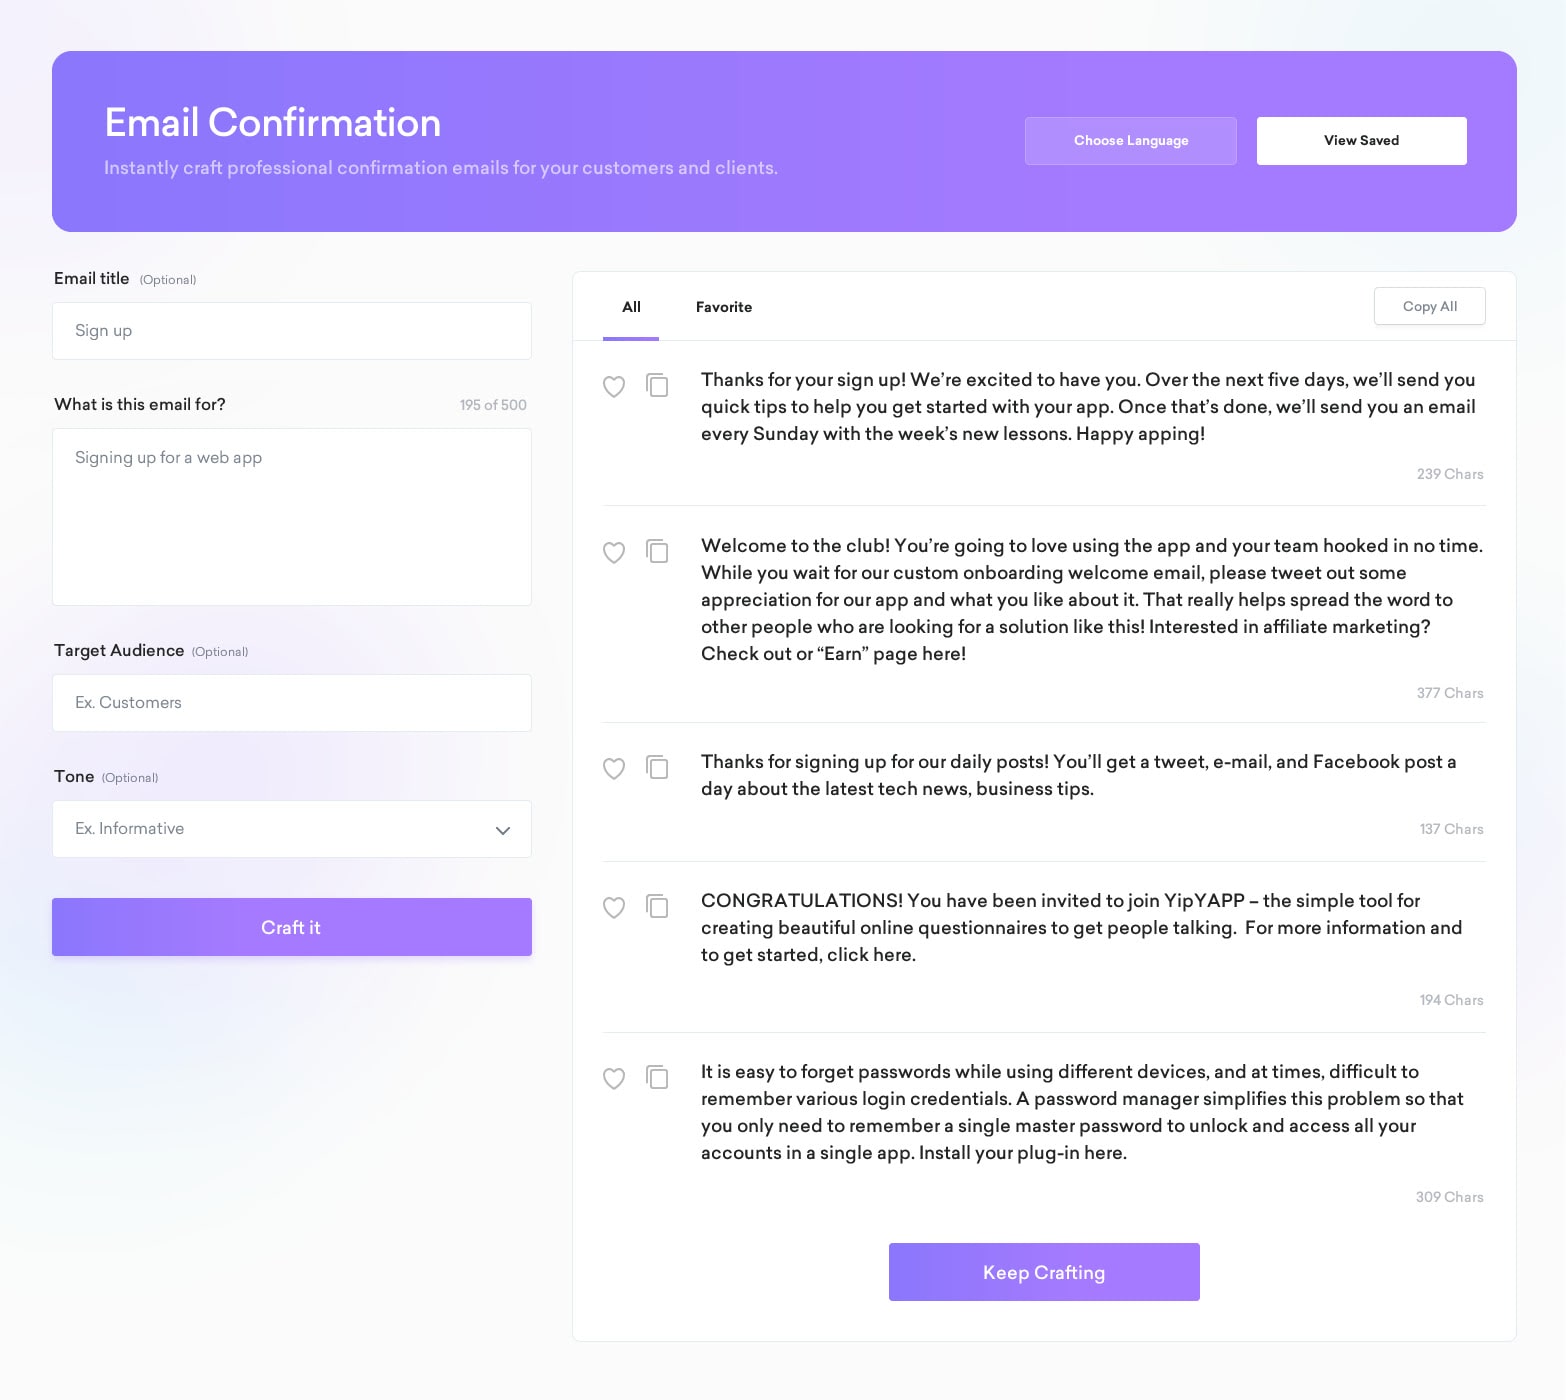 Email Confirmation
Instantly craft professional confirmation emails for your customers and clients.
Choose Language
View Saved
Email title (Optional)
Sign up
What is this email for?
195 of 500
Signing up for a web app
Target Audience (Optional)
Ex. Customers
Tone (Optional)
Ex. Informative
Craft it
All
Favorite
Copy All
Thanks for your sign up! We’re excited to have you. Over the next five days, we’ll send you
quick tips to help you get started with your app. Once that’s done, we’ll send you an email
every Sunday with the week’s new lessons. Happy apping!
239 Chars
Welcome to the club! You’re going to love using the app and your team hooked in no time.
While you wait for our custom onboarding welcome email, please tweet out some
appreciation for our app and what you like about it. That really helps spread the word to
other people who are looking for a solution like this! Interested in affiliate marketing?
Check out or “Earn” page here!
377 Chars
Thanks for signing up for our daily posts! You’ll get a tweet, e-mail, and Facebook post a
day about the latest tech news, business tips.
137 Chars
CONGRATULATIONS! You have been invited to join YipYAPP – the simple tool for
creating beautiful online questionnaires to get people talking.  For more information and
to get started, click here.
194 Chars
It is easy to forget passwords while using different devices, and at times, difficult to
remember various login credentials. A password manager simplifies this problem so that
you only need to remember a single master password to unlock and access all your
accounts in a single app. Install your plug-in here.
309 Chars
Keep Crafting